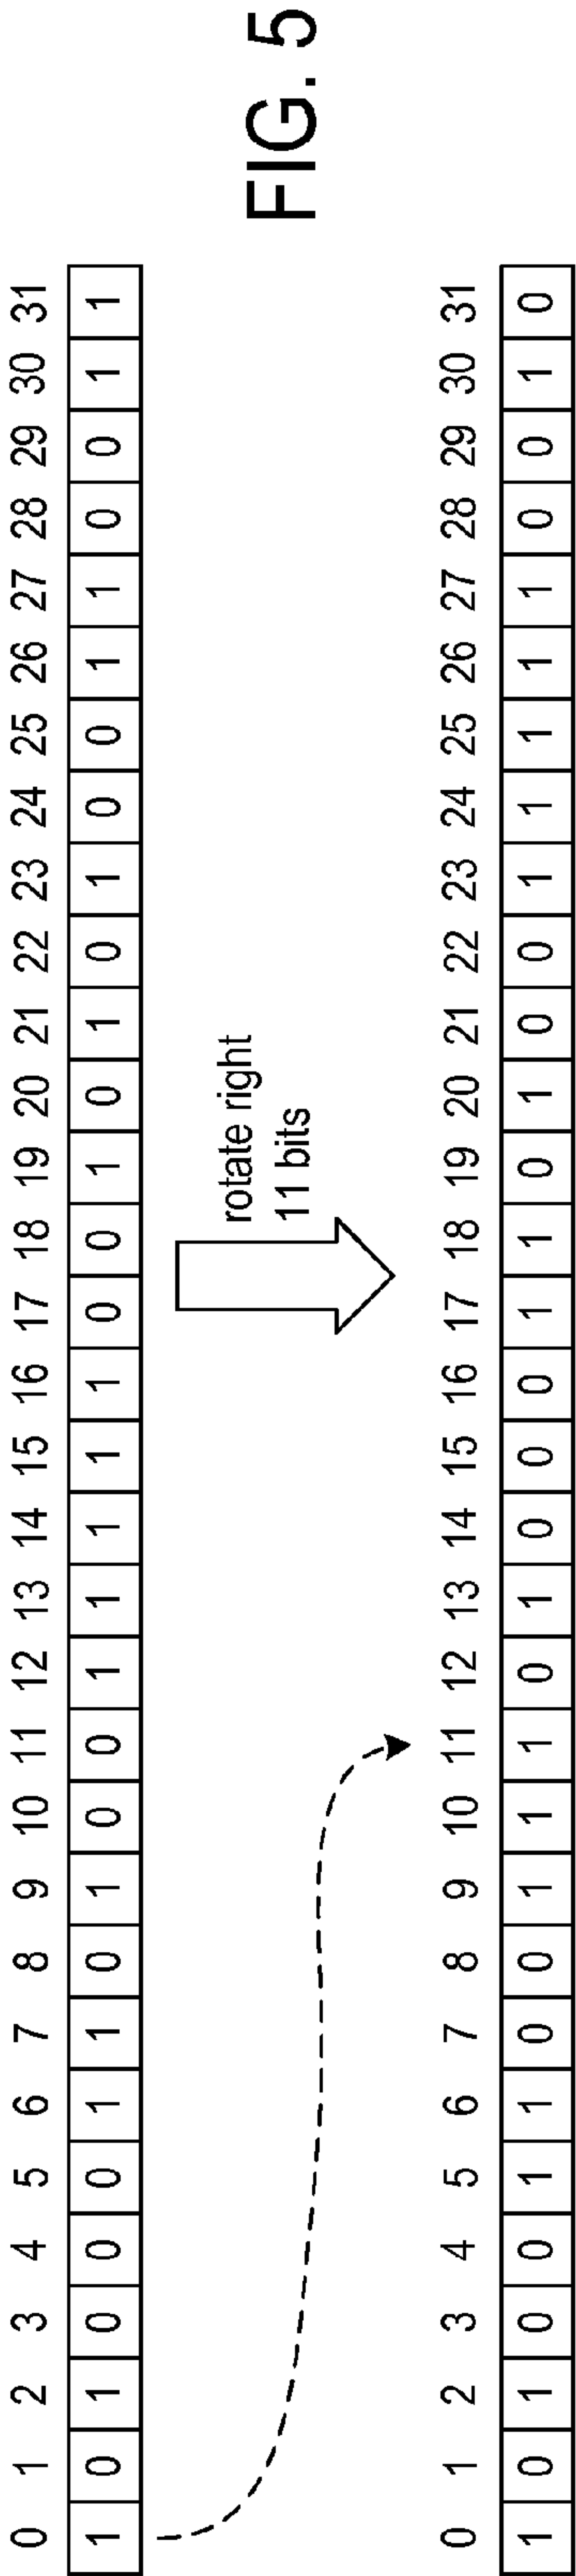 0 1 2 3 4 5 6 7 8 9 10 11 12 13 14 15 16 17 18 19 20 21 22 23 24 25 26 27 28 29 30 31
1 0 1 0 0 0 1 1 0 1 0 0 1 1 1 1 1 0 0 1 0 1 0 1 0 0 1 1 0 0 1 1
rotate right
11 bits
0 1 2 3 4 5 6 7 8 9 10 11 12 13 14 15 16 17 18 19 20 21 22 23 24 25 26 27 28 29 30 31
1 0 1 0 0 1 1 0 0 1 1 1 0 1 0 0 0 1 1 0 1 0 0 1 1 1 1 1 0 0 1 0
FIG. 5